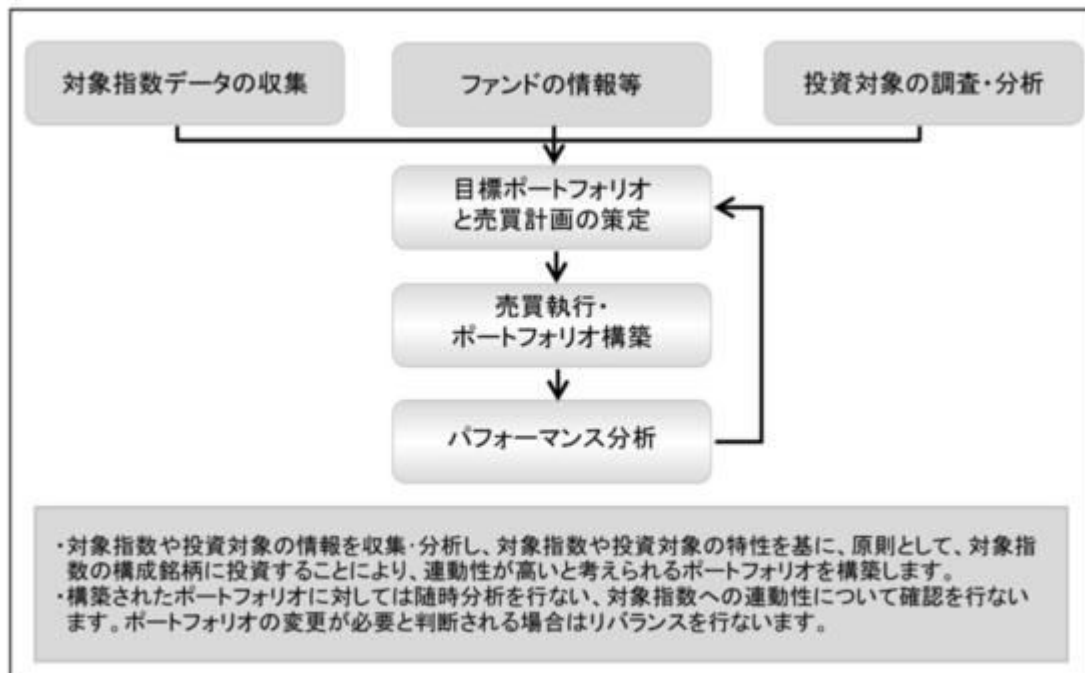 対象指数データの収集
ファンドの情報等
投資対象の調査・分析
目標ポートフォリオ
と売買計画の策定
売買執行・
ポートフォリオ構築
パフォーマンス分析
・対象指数や投資対象の情報を収集・分析し、対象指数や投資対象の特性を基に、原則として、対象指
数の構成銘柄に投資することにより、連動性が高いと考えられるポートフォリオを構築します。
・構築されたポートフォリオに対しては随時分析を行ない、対象指数への連動性について確認を行ない
ます。ポートフォリオの変更が必要と判断される場合はリバランスを行ないます。